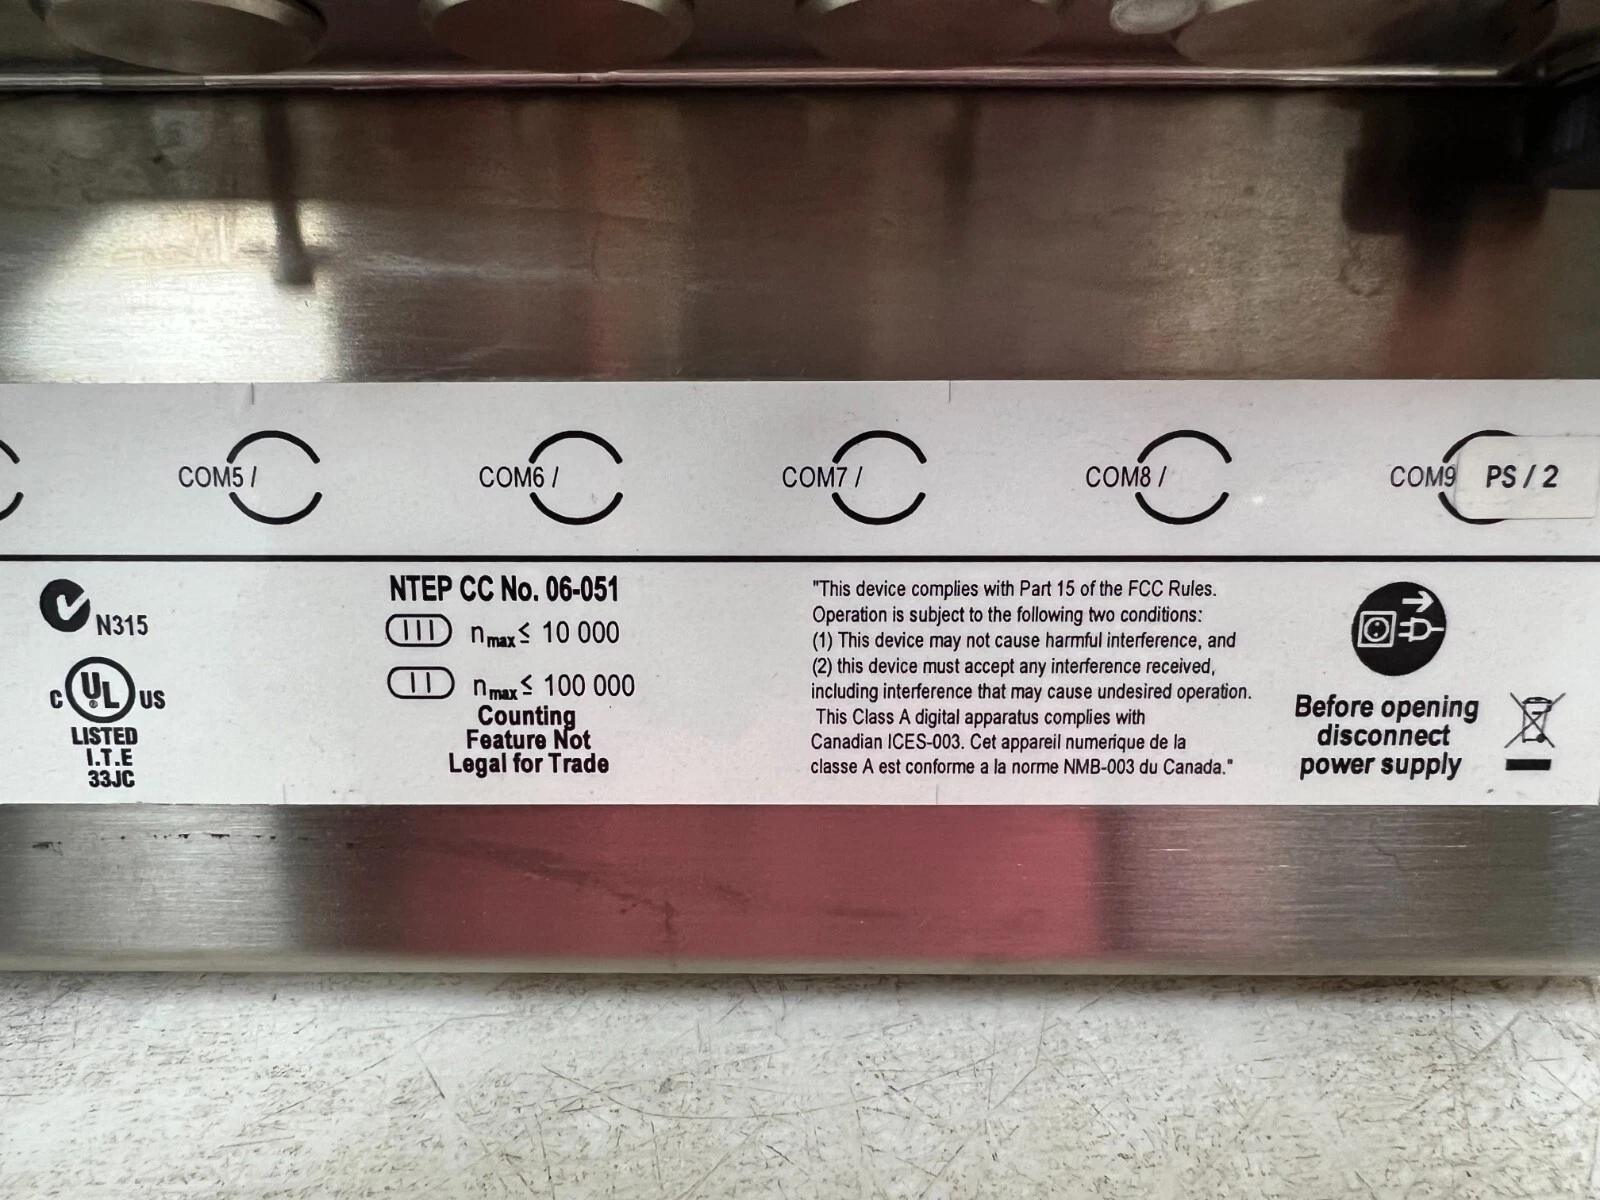 COM5 / COM6 / COM7 / COM8 / COM9 PS / 2
N315
C UL US
LISTED
I.T.E
33JC
NTEP CC No. 06-051
III nmax ≤ 10 000
II nmax ≤ 100 000
Counting
Feature Not
Legal for Trade
"This device complies with Part 15 of the FCC Rules.
Operation is subject to the following two conditions:
(1) This device may not cause harmful interference, and
(2) this device must accept any interference received,
including interference that may cause undesired operation.
This Class A digital apparatus complies with
Canadian ICES-003. Cet appareil numerique de la
classe A est conforme a la norme NMB-003 du Canada."
Before opening
disconnect
power supply